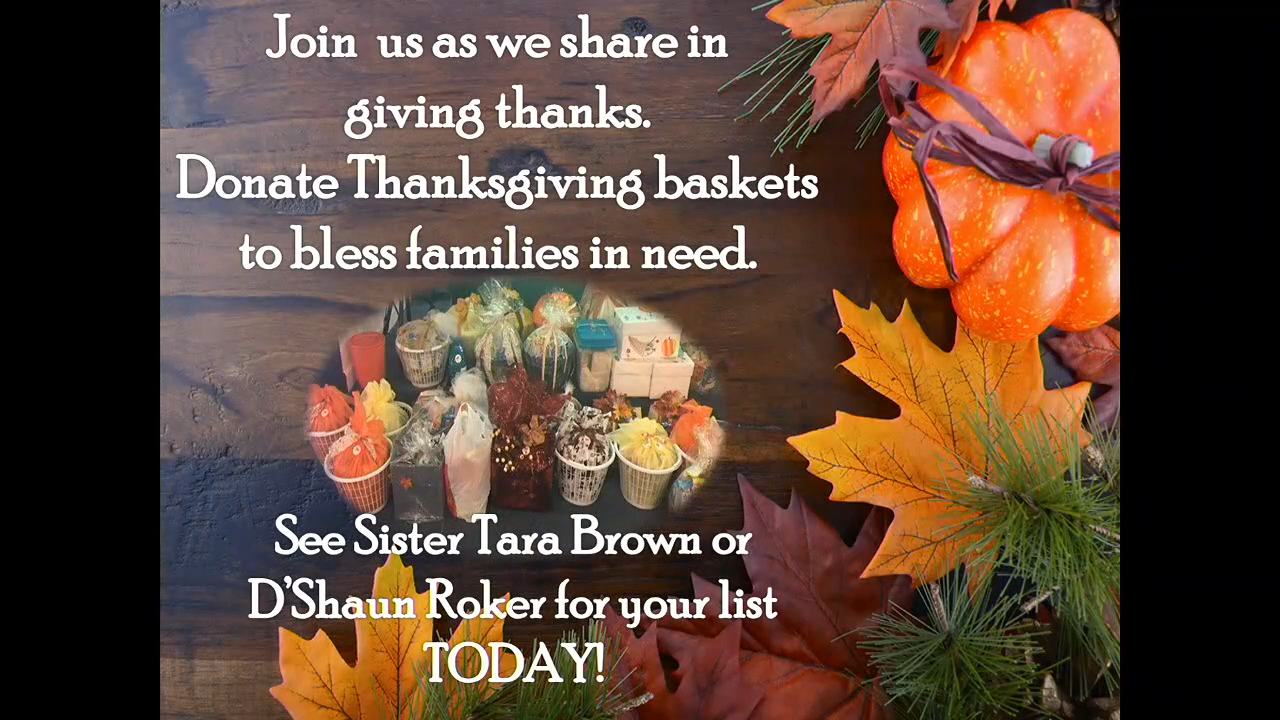 Join us as we share in
giving thanks.
Donate Thanksgiving baskets
to bless families in need.
See Sister Tara Brown or
D'Shaun Roker for your list
TODAY!